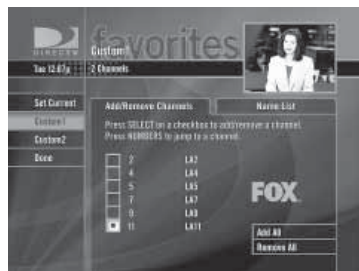 DIRECTV
favorites
Custom1
Tue 12:07p
2 Channels
Set Current
Custom1
Custom2
Done
Add/Remove Channels
Name List
Press SELECT on a checkbox to add/remove a channel.
Press NUMBERS to jump to a channel.
2 LA2
4 LA4
5 LA5
7 LA7
9 LA9
11 LA11
FOX
Add All
Remove All